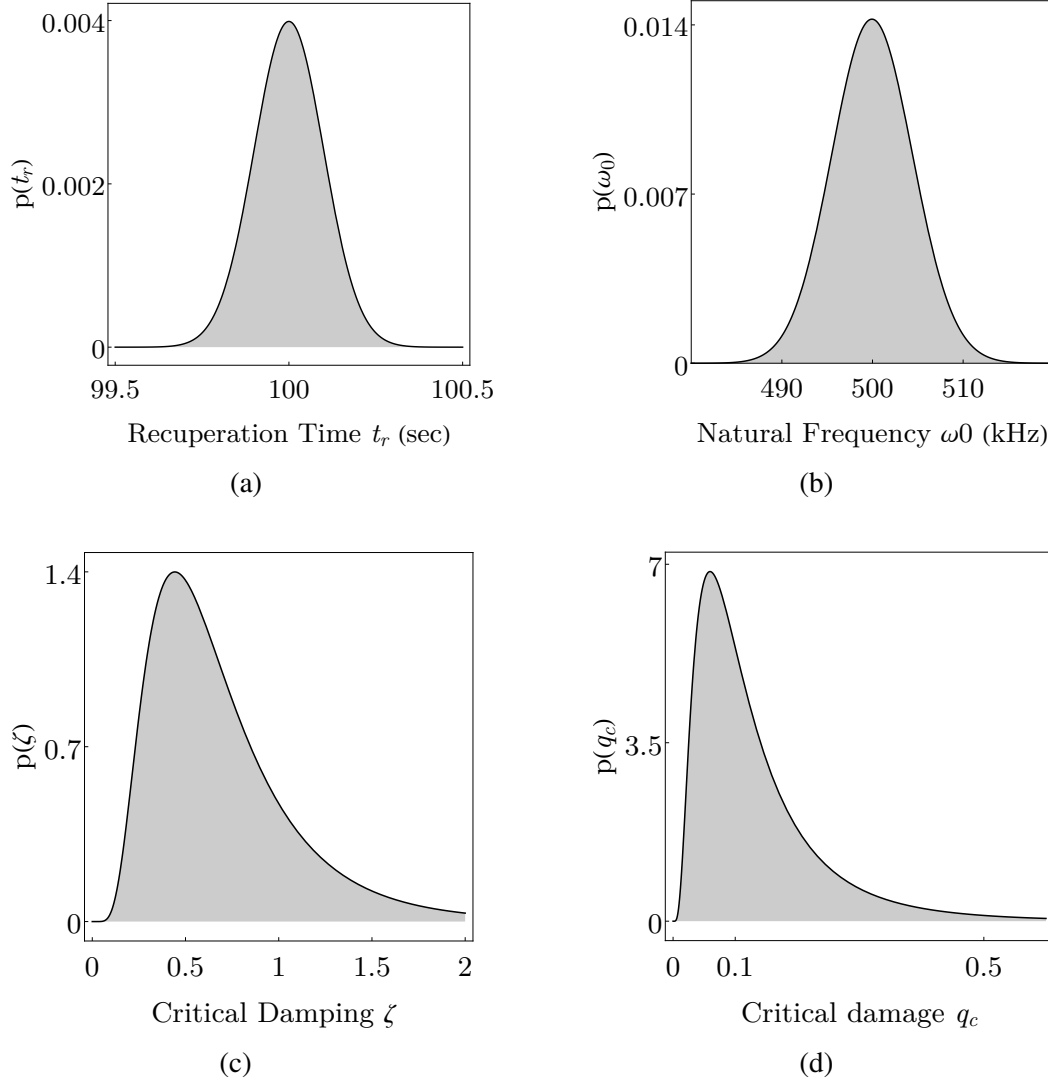 0.004
0.002
0
p(t_r)
99.5 100 100.5
Recuperation Time t_r (sec)
(a)
0.014
0.007
0
p(ω0)
490 500 510
Natural Frequency ω0 (kHz)
(b)
1.4
0.7
0
p(ζ)
0 0.5 1 1.5 2
Critical Damping ζ
(c)
7
3.5
0
p(q_c)
0 0.1 0.5
Critical damage q_c
(d)